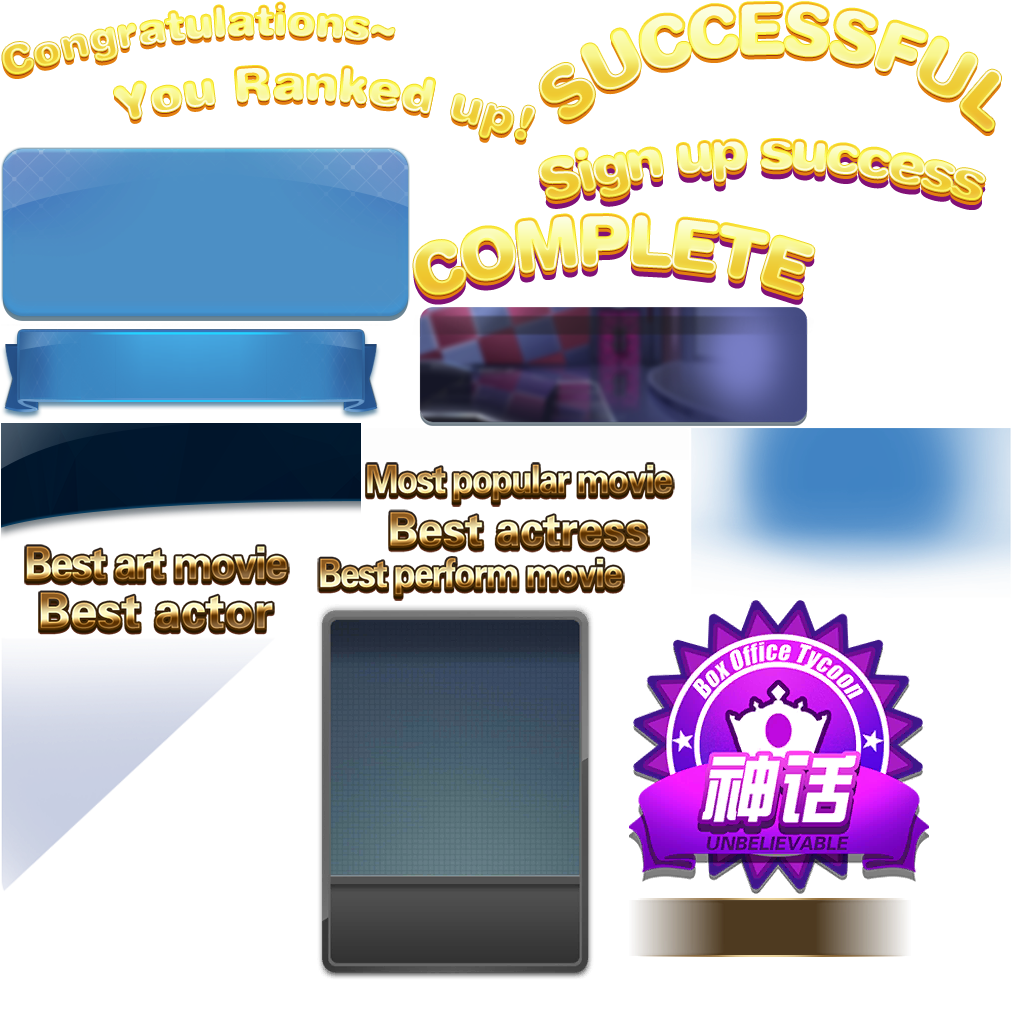 Congratulations~
You Ranked up!
SUCCESSFUL
Sign up success
COMPLETE
Most popular movie
Best actress
Best perform movie
Best art movie
Best actor
Box Office Tycoon
神话
UNBELIEVABLE